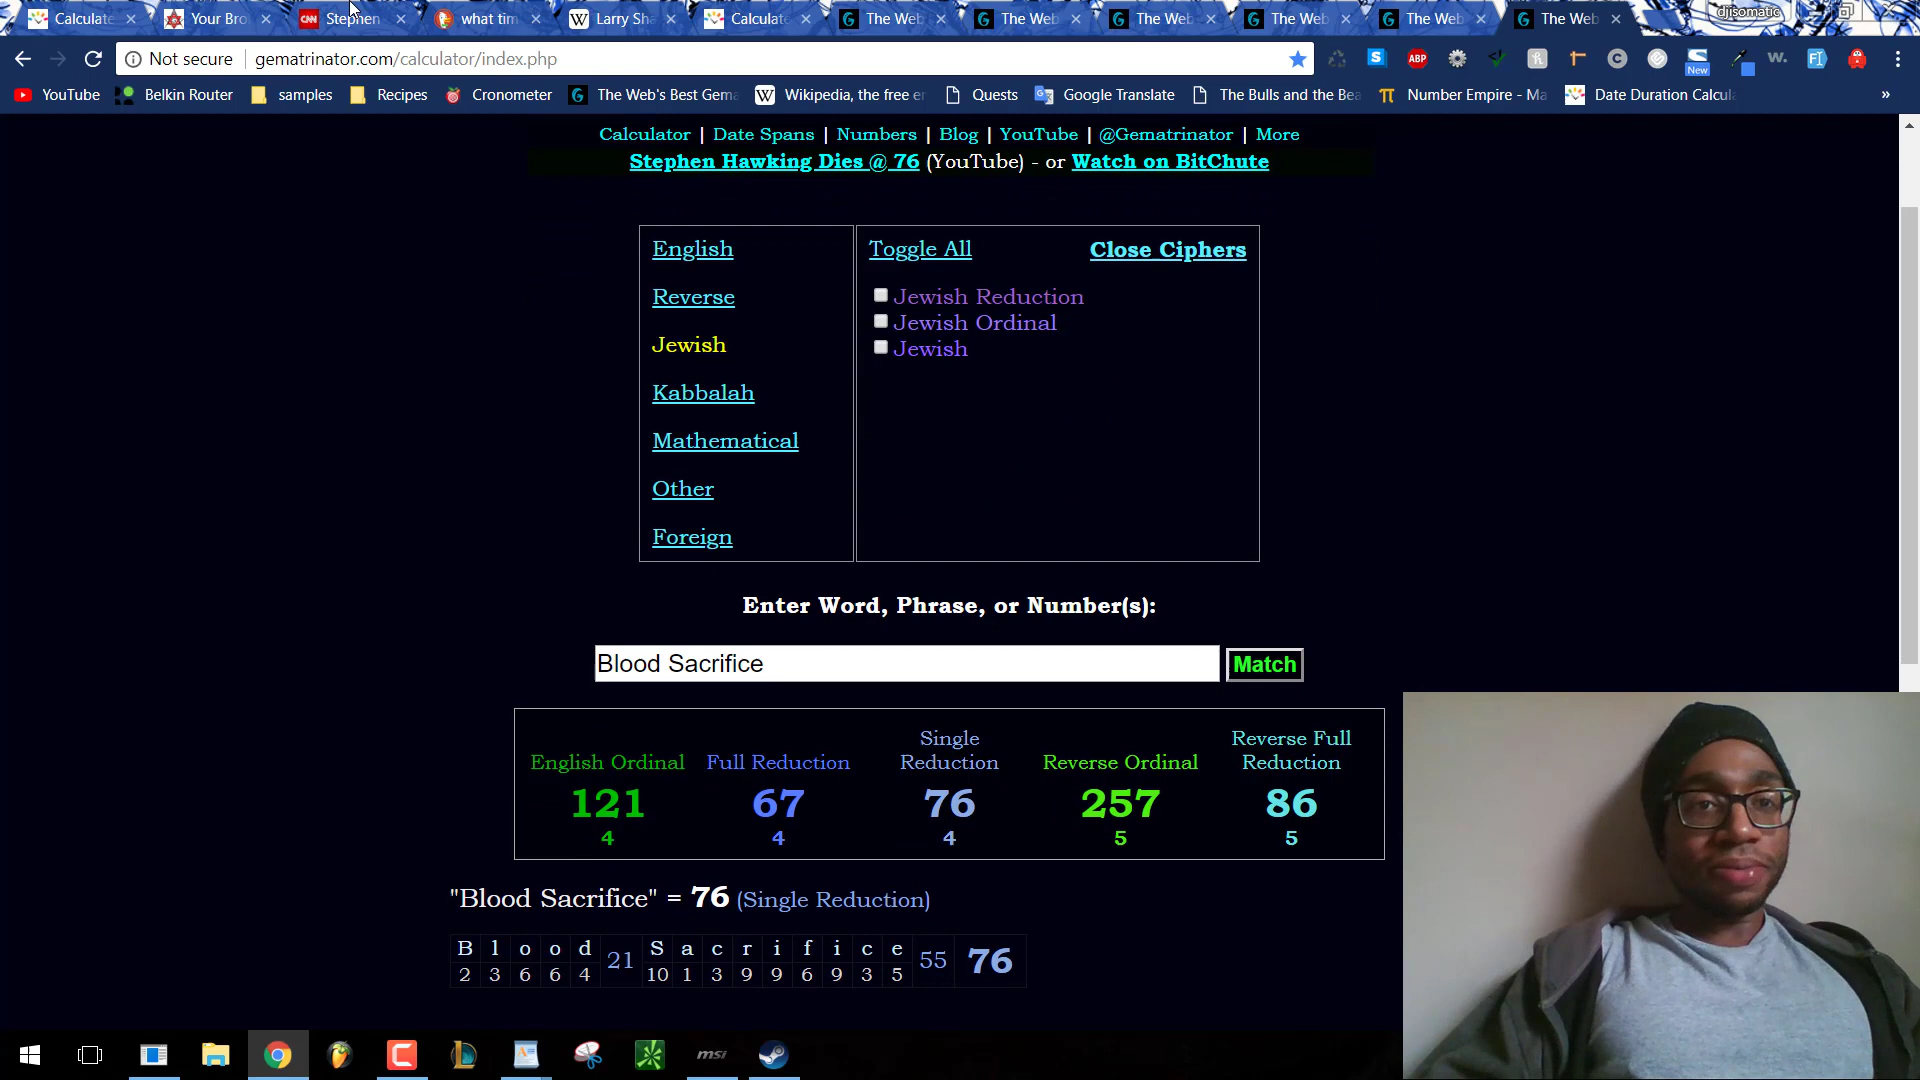 Calculate Your Bro Stephen what tim Larry Sha Calculate The Web The Web The Web The Web The Web The Web djisomatic
Not secure gematrinator.com/calculator/index.php ABP New
YouTube Belkin Router samples Recipes Cronometer The Web's Best Gem Wikipedia, the free e Quests Google Translate The Bulls and the Be Number Empire - Ma Date Duration Calcu »
Calculator | Date Spans | Numbers | Blog | YouTube | @Gematrinator | More
Stephen Hawking Dies @ 76 (YouTube) - or Watch on BitChute
English
Reverse
Jewish
Kabbalah
Mathematical
Other
Foreign
Toggle All Close Ciphers
Jewish Reduction
Jewish Ordinal
Jewish
Enter Word, Phrase, or Number(s):
Blood Sacrifice Match
English Ordinal Full Reduction Single Reduction Reverse Ordinal Reverse Full Reduction
121 67 76 257 86
4 4 4 5 5
"Blood Sacrifice" = 76 (Single Reduction)
B l o o d 21 S a c r i f i c e 55 76
2 3 6 6 4 10 1 3 9 9 6 9 3 5
msi